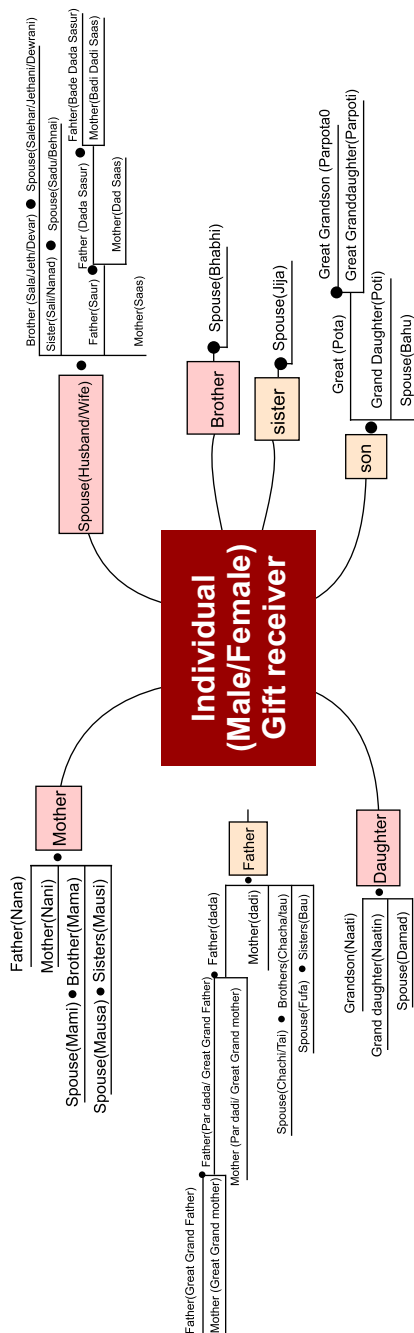 Individual
(Male/Female)
Gift receiver
Mother
Father(Nana)
Mother(Nani)
Spouse(Mami) Brother(Mama)
Spouse(Mausa) Sisters(Mausi)
Father
Father(dada)
Father(Par dada/ Great Grand Father)
Father(Great Grand Father)
Mother (Great Grand mother)
Mother (Par dadi/ Great Grand mother)
Mother(dadi)
Spouse(Chachi/Tai) Brothers(Chacha/tau)
Spouse(Fufa) Sisters(Bau)
Daughter
Grandson(Naati)
Grand daughter(Naatin)
Spouse(Damad)
Spouse(Husband/Wife)
Brother (Sala/Jeth/Devar) Spouse(Salehar/Jethani/Dewrani)
Sister(Sali/Nanad) Spouse(Sadu/Behnai)
Father(Saur)
Father (Dada Sasur)
Fahter(Bade Dada Sasur
Mother(Badi Dadi Saas)
Mother(Dad Saas)
Mother(Saas)
Brother
Spouse(Bhabhi)
sister
Spouse(Jija)
son
Great (Pota)
Great Grandson (Parpota0
Great Granddaughter(Parpoti)
Grand Daughter(Poti)
Spouse(Bahu)